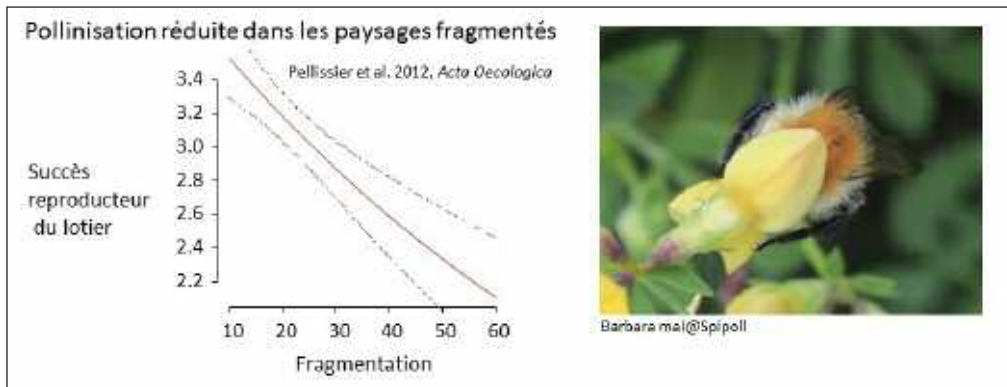 Pollinisation réduite dans les paysages fragmentés
Pellissier et al. 2012, Acta Oecologica
3.4
3.2
3.0
2.8
2.6
2.4
2.2
Succès
reproducteur
du lotier
10 20 30 40 50 60
Fragmentation
Barbara mai@Spipoll